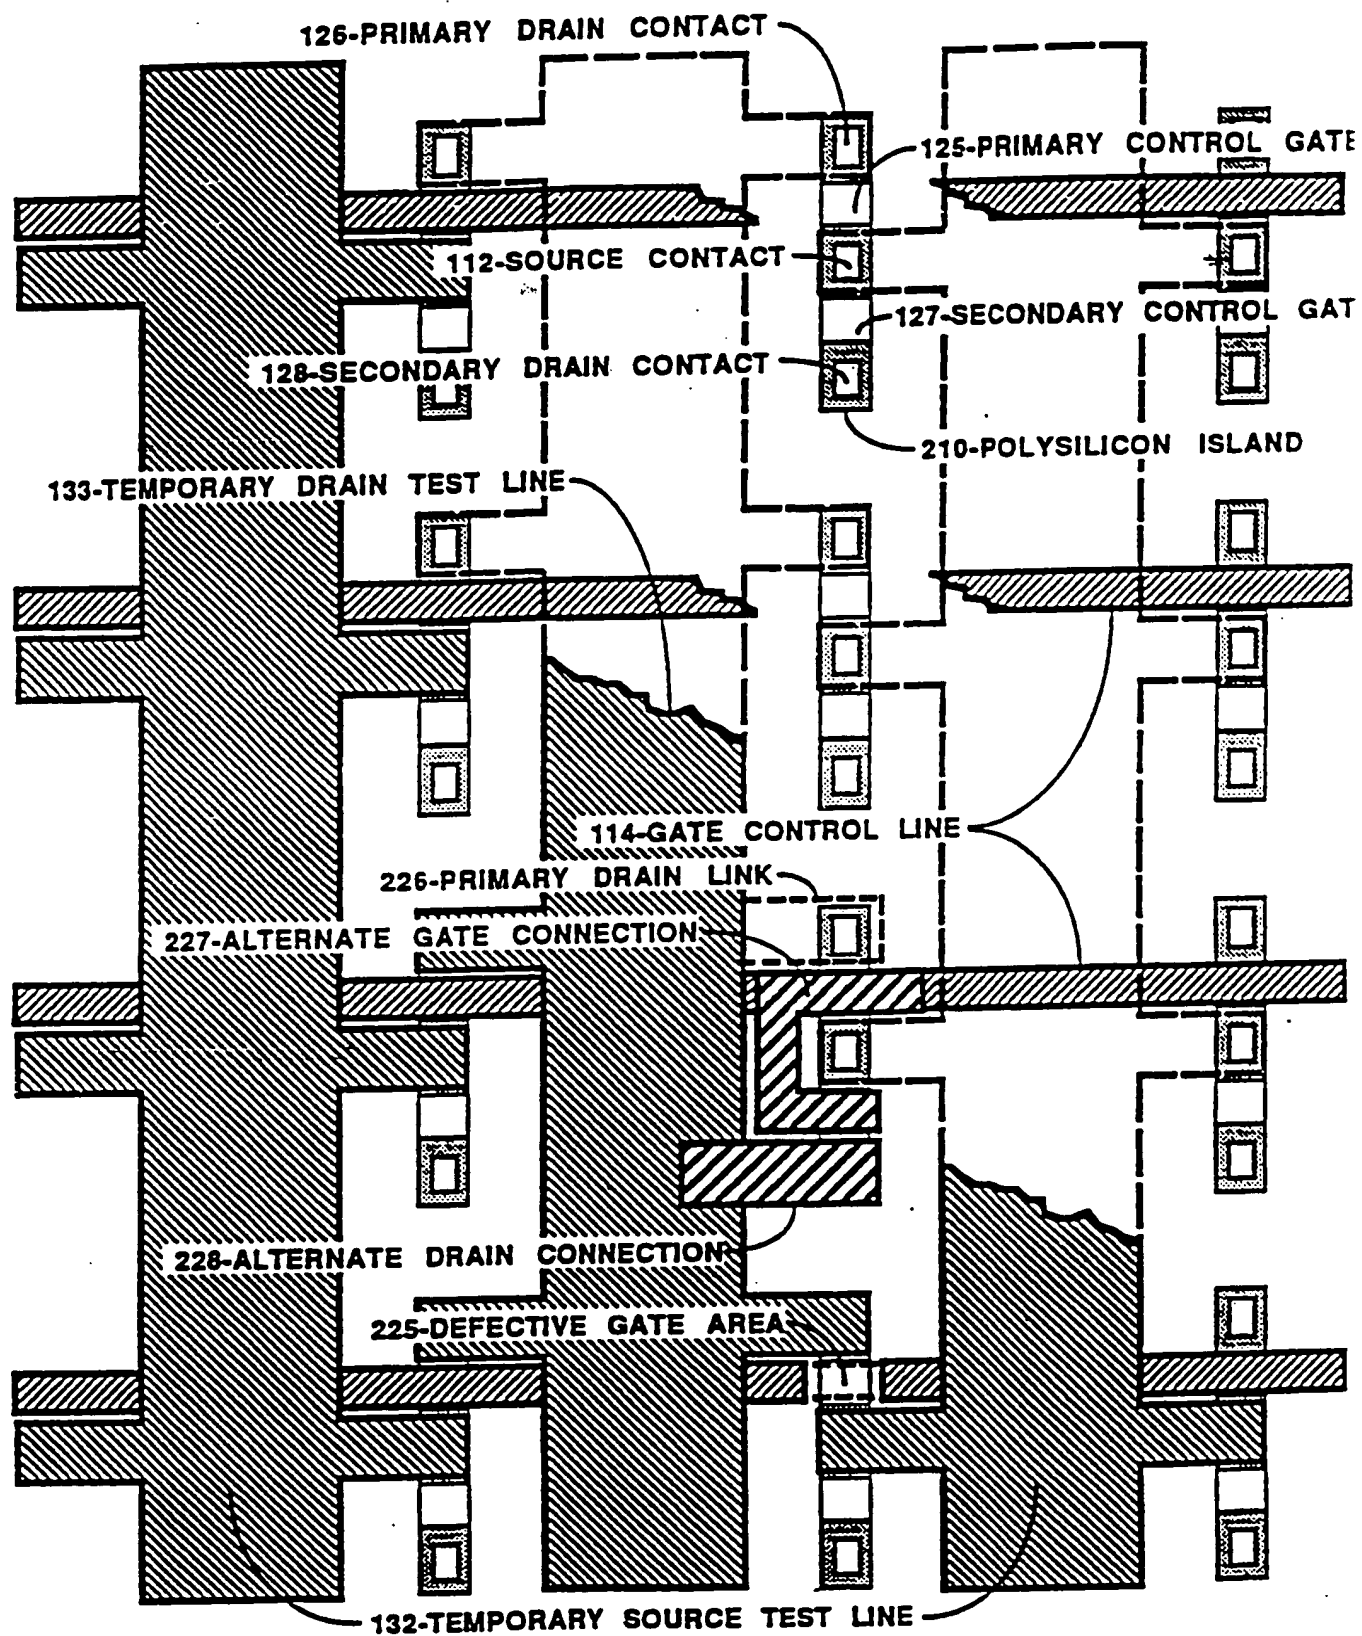 126-PRIMARY DRAIN CONTACT
125-PRIMARY CONTROL GATE
112-SOURCE CONTACT
127-SECONDARY CONTROL GAT
128-SECONDARY DRAIN CONTACT
210-POLYSILICON ISLAND
133-TEMPORARY DRAIN TEST LINE
114-GATE CONTROL LINE
226-PRIMARY DRAIN LINK
227-ALTERNATE GATE CONNECTION
228-ALTERNATE DRAIN CONNECTION
225-DEFECTIVE GATE AREA
132-TEMPORARY SOURCE TEST LINE